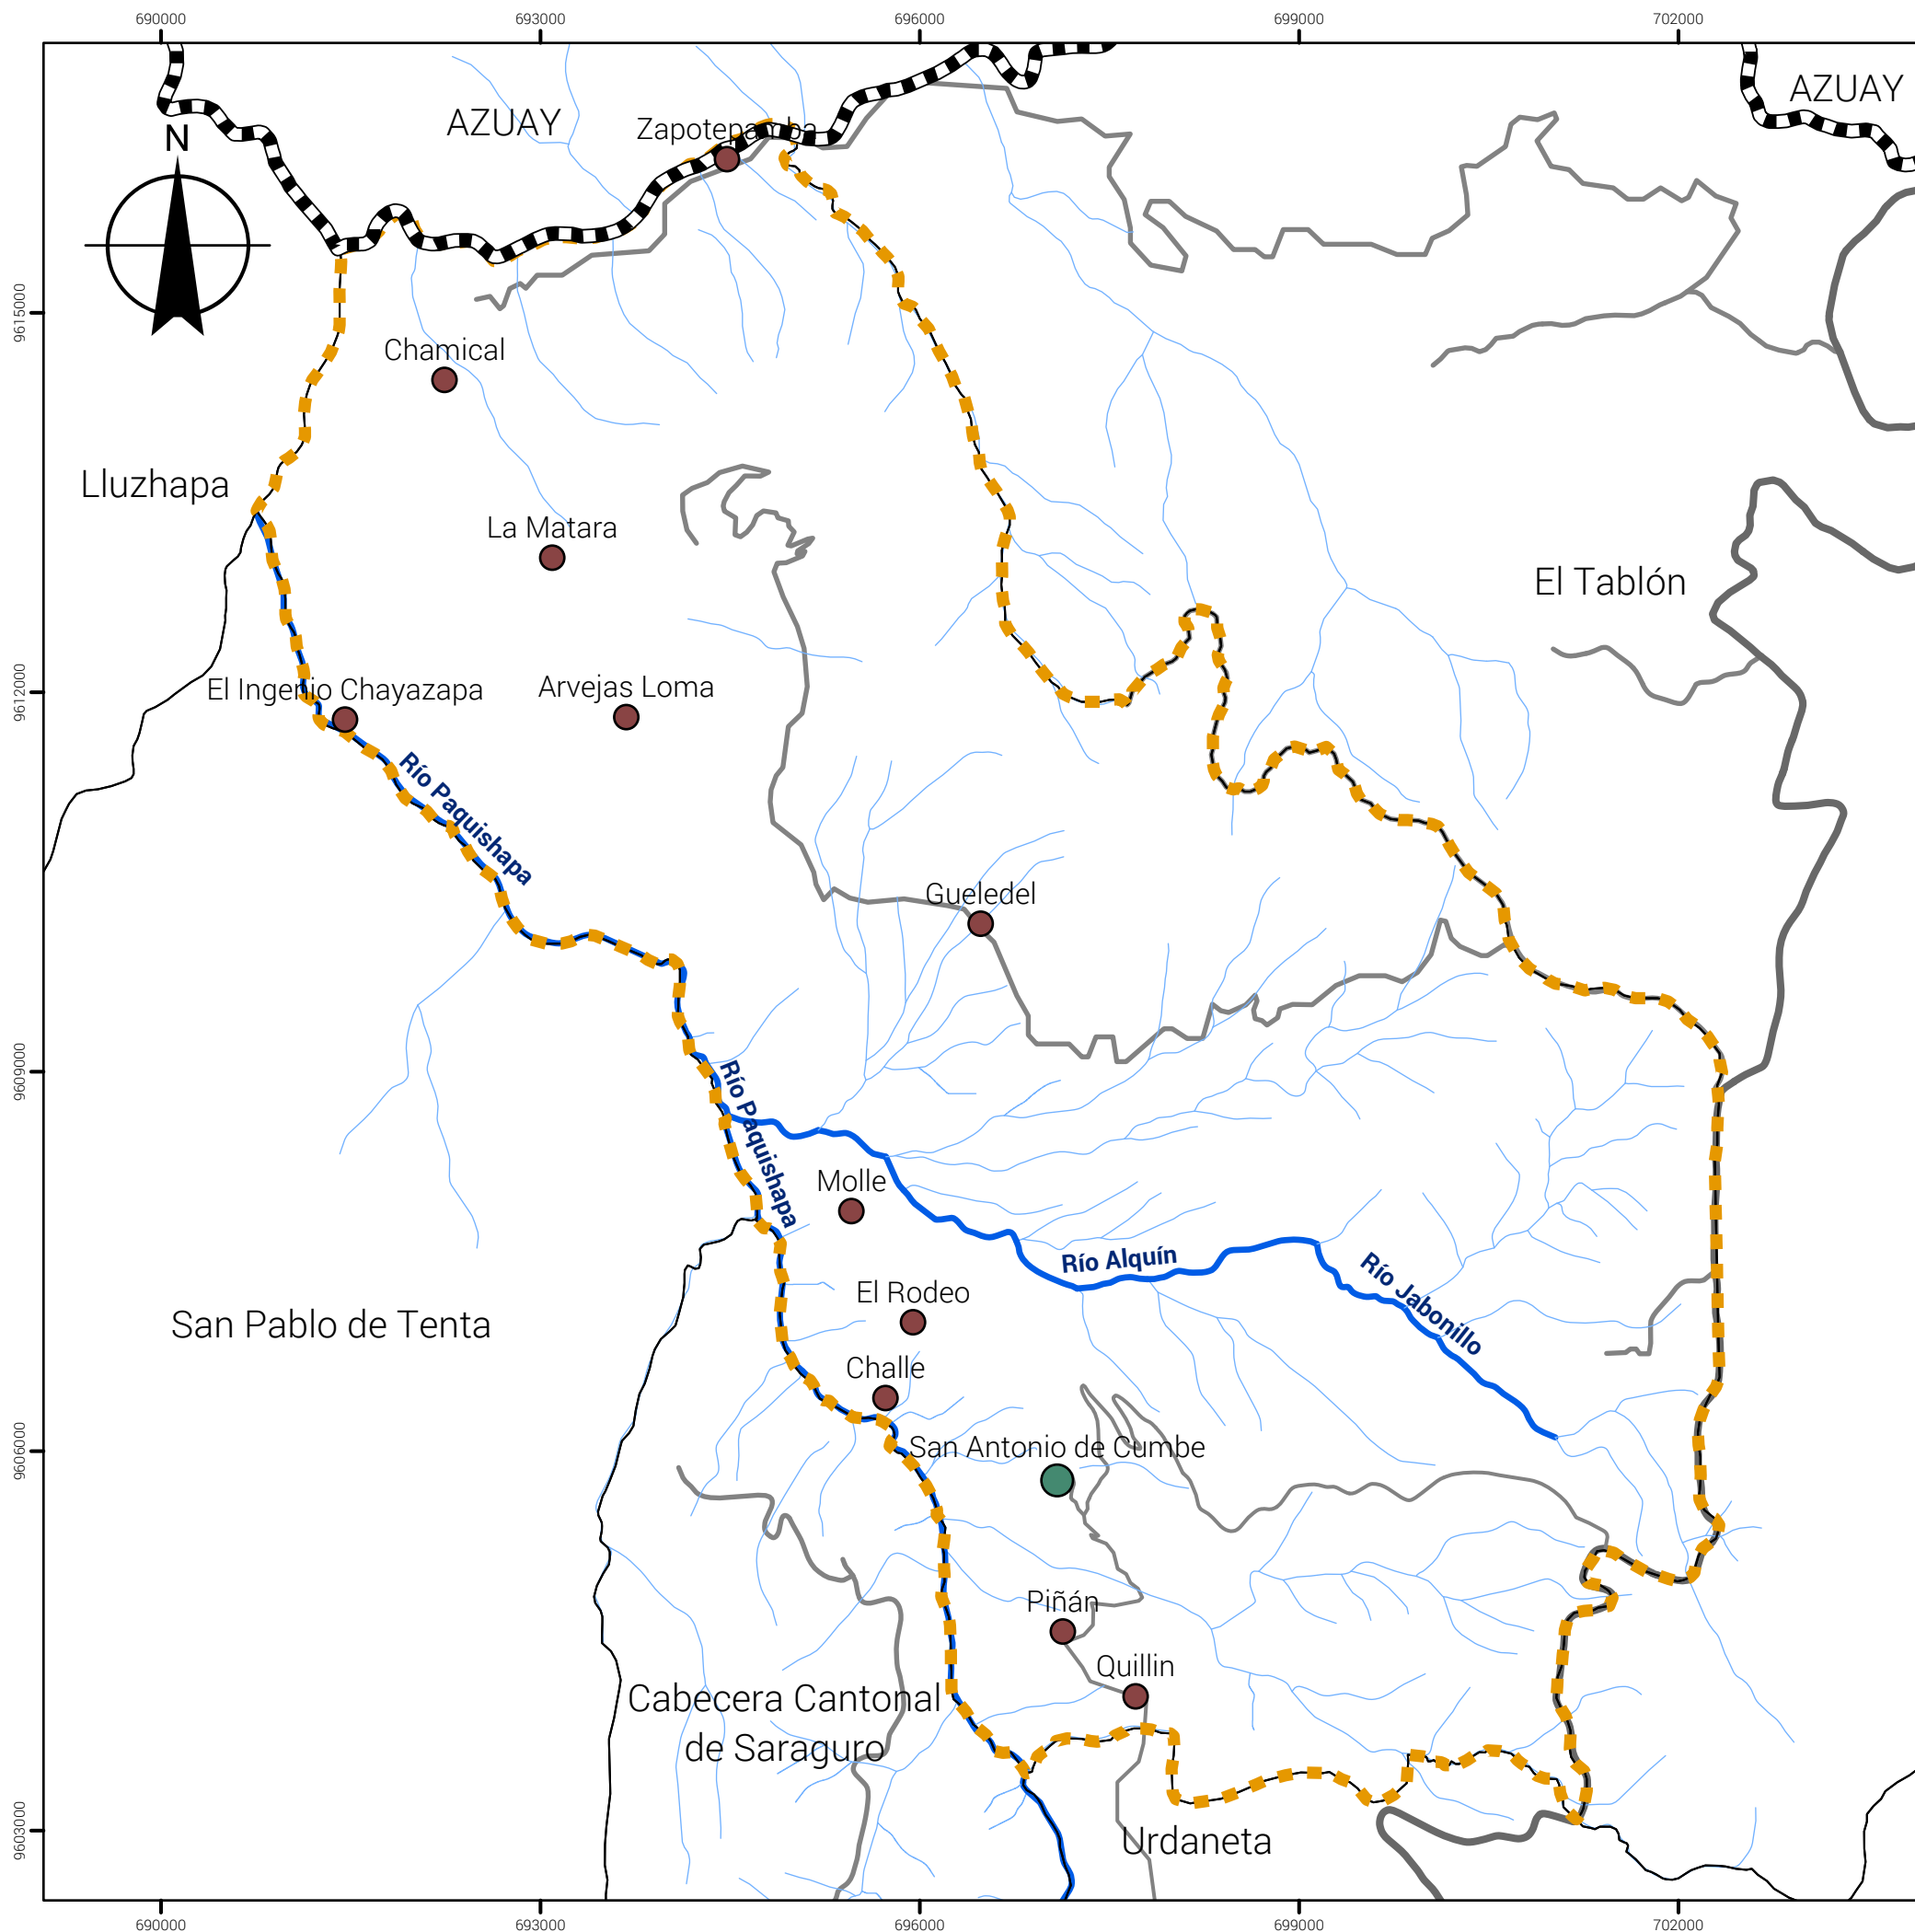 690000
693000
696000
699000
702000
AZUAY
AZUAY
Zapotepamba
N
9615000
Chamical
Lluzhapa
La Matara
El Tablón
9612000
El Ingenio Chayazapa
Arvejas Loma
Río Paquishapa
Gueledel
9609000
Río Paquishapa
Molle
Río Alquín
Río Jabonillo
El Rodeo
San Pablo de Tenta
Challe
9606000
San Antonio de Cumbe
Piñán
Quillin
Cabecera Cantonal
de Saraguro
9603000
Urdaneta
690000
693000
696000
699000
702000